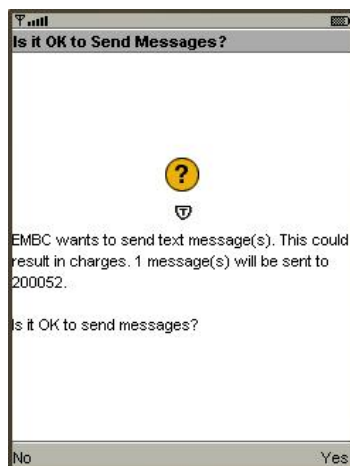 Is it OK to Send Messages?
?
T
EMBC wants to send text message(s). This could
result in charges. 1 message(s) will be sent to
200052.
Is it OK to send messages?
No Yes